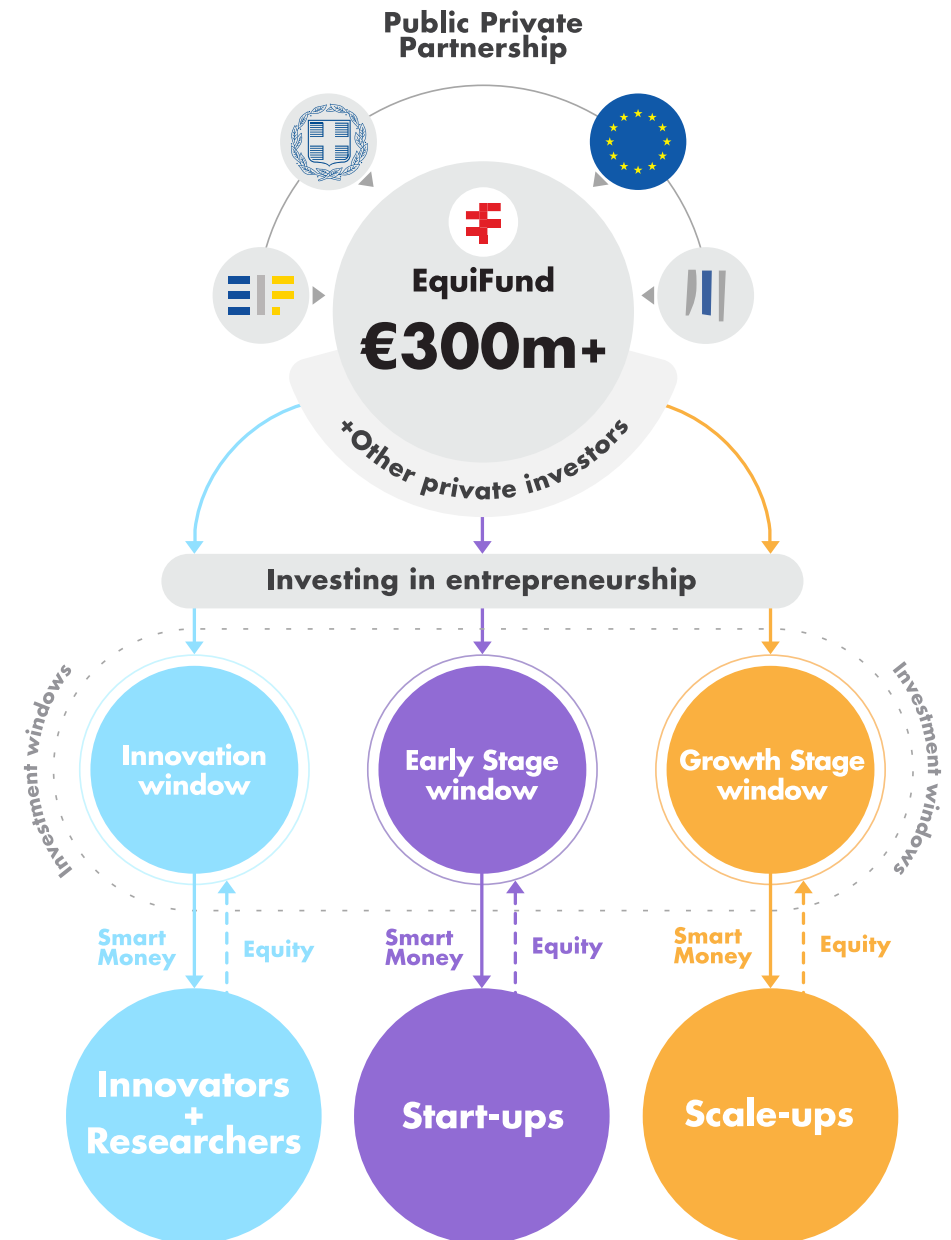 Public Private
Partnership
EIF
EquiFund
€300m+
+Other private investors
Investing in entrepreneurship
Investment windows
Investment windows
Innovation
window
Early Stage
window
Growth Stage
window
Smart
Money
Equity
Smart
Money
Equity
Smart
Money
Equity
Innovators
+
Researchers
Start-ups
Scale-ups